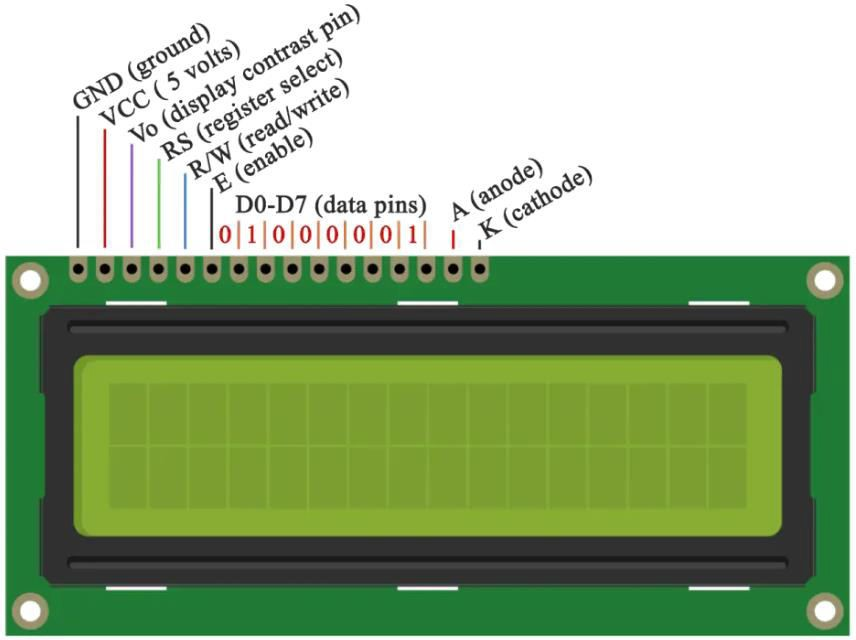 GND (ground)
VCC ( 5 volts)
Vo (display contrast pin)
RS (register select)
R/W (read/write)
E (enable)
D0-D7 (data pins)
0 1 0 0 0 0 0 1
A (anode)
K (cathode)